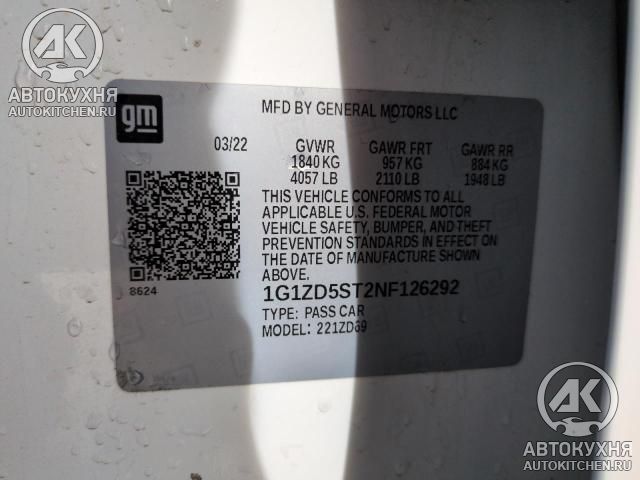 AK
АВТОКУХНЯ
AUTOKITCHEN.RU
gm
MFD BY GENERAL MOTORS LLC
03/22 GVWR GAWR FRT GAWR RR
1840 KG 957 KG 884 KG
4057 LB 2110 LB 1948 LB
THIS VEHICLE CONFORMS TO ALL
APPLICABLE U.S. FEDERAL MOTOR
VEHICLE SAFETY, BUMPER, AND THEFT
PREVENTION STANDARDS IN EFFECT ON
THE DATE OF MANUFACTURE SHOWN
ABOVE.
8624
1G1ZD5ST2NF126292
TYPE: PASS CAR
MODEL: 221ZD69
AK
АВТОКУХНЯ
AUTOKITCHEN.RU